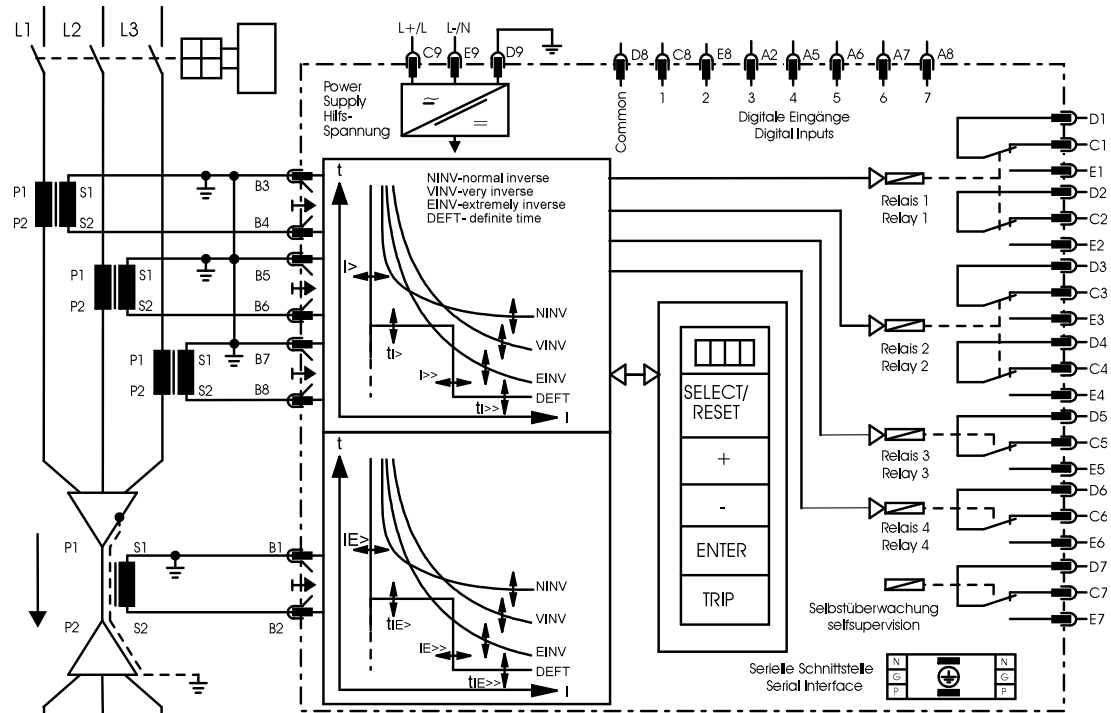 L1
L2
L3
L+/L
L-/N
C9
E9
D9
D8
C8
E8
A2
A5
A6
A7
A8
Power
Supply
Hilfs-
Spannung
Common
1
2
3
4
5
6
7
Digitale Eingänge
Digital Inputs
P1
P2
S1
S2
B3
B4
P1
P2
S1
S2
B5
B6
P1
P2
S1
S2
B7
B8
t
NINV-normal inverse
VINV-very inverse
EINV-extremely inverse
DEFT- definite time
I>
tI>
I>>
tI>>
NINV
VINV
EINV
DEFT
I
SELECT/
RESET
+
-
ENTER
TRIP
Relais 1
Relay 1
Relais 2
Relay 2
Relais 3
Relay 3
Relais 4
Relay 4
Selbstüberwachung
selfsupervision
D1
C1
E1
D2
C2
E2
D3
C3
E3
D4
C4
E4
D5
C5
E5
D6
C6
E6
D7
C7
E7
P1
P2
S1
S2
B1
B2
t
IE>
tIE>
IE>>
tIE>>
NINV
VINV
EINV
DEFT
I
Serielle Schnittstelle
Serial Interface
N
G
P
N
G
P